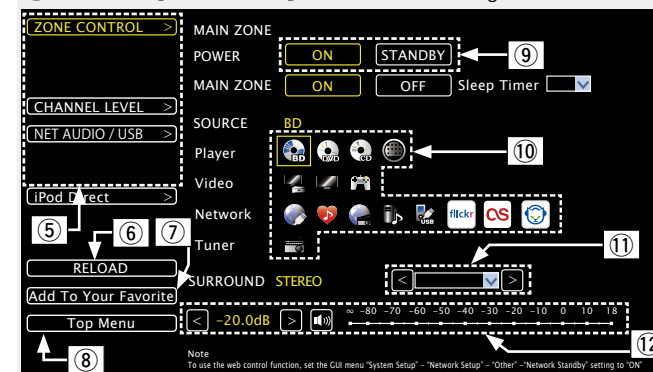 ZONE CONTROL >
MAIN ZONE
POWER ON STANDBY ⑨
MAIN ZONE ON OFF Sleep Timer
CHANNEL LEVEL >
SOURCE BD
NET AUDIO / USB >
Player BD DVD CD ⑩
Video
iPod Direct >
Network USB flickr
⑤ ⑥ ⑦
Tuner
⑪
RELOAD
SURROUND STEREO < >
Add To Your Favorite
Top Menu
< -20.0dB > ∞ -80 -70 -60 -50 -40 -30 -20 -10 0 10 18
⑧
⑫
Note
To use the web control function, set the GUI menu "System Setup" - "Network Setup" - "Other" -"Network Standby" setting to "ON"